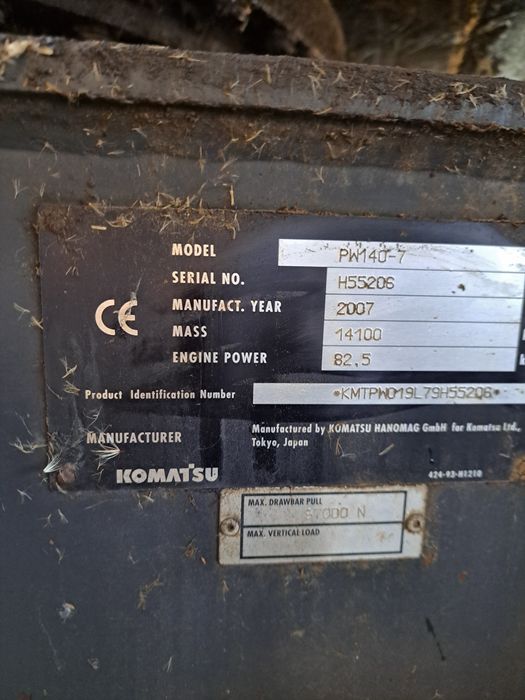 MODEL PW140-7
SERIAL NO. H55206
CE MANUFACT. YEAR 2007
MASS 14100
ENGINE POWER 82,5
Product Identification Number *KMTPW019L79H55206*
MANUFACTURER Manufactured by KOMATSU HANOMAG GmbH for Komatsu Ltd.,
Tokyo, Japan
KOMATSU 424-93-H1210
MAX. DRAWBAR PULL
N
MAX. VERTICAL LOAD